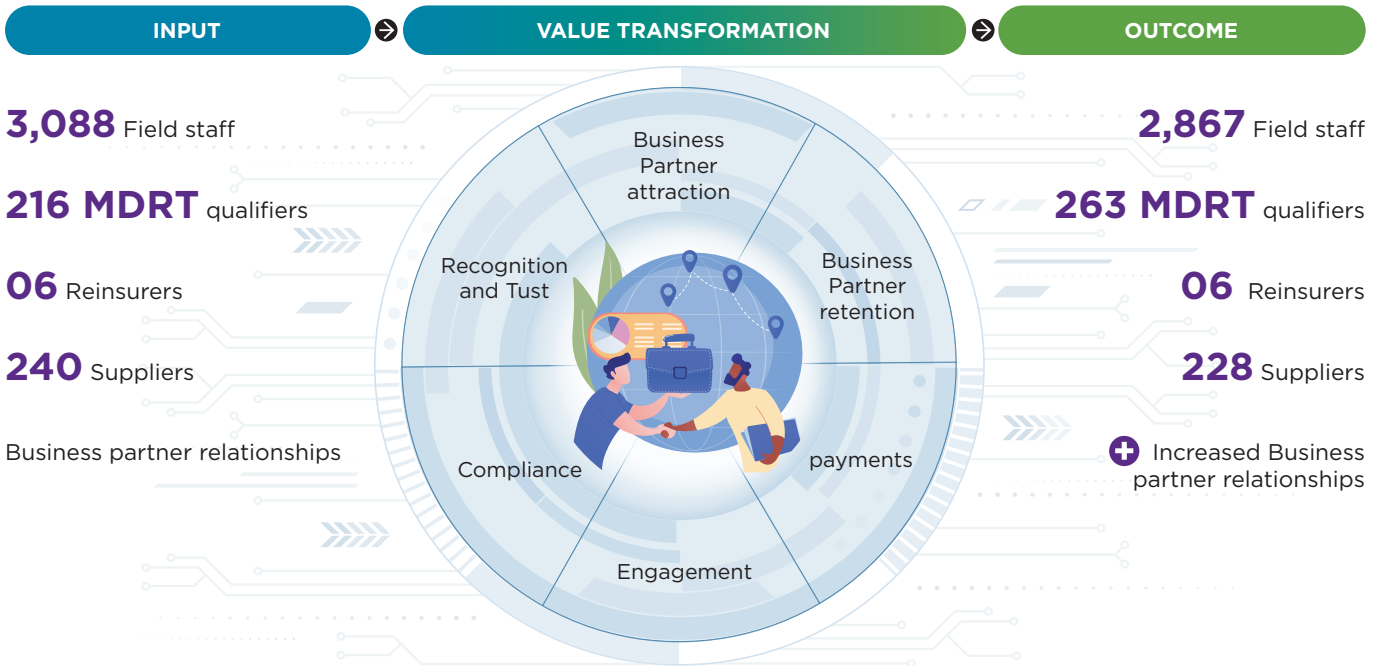 INPUT
VALUE TRANSFORMATION
OUTCOME
3,088 Field staff
216 MDRT qualifiers
06 Reinsurers
240 Suppliers
Business partner relationships
Business
Partner
attraction
Business
Partner
retention
payments
Engagement
Compliance
Recognition
and Trust
2,867 Field staff
263 MDRT qualifiers
06 Reinsurers
228 Suppliers
Increased Business
partner relationships